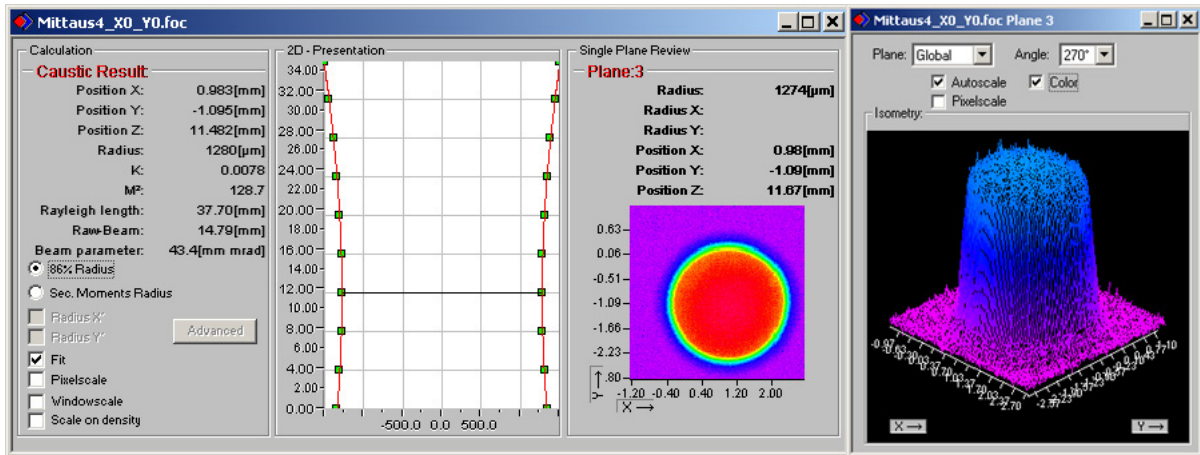 Mittaus4_X0_Y0.foc
Calculation
Caustic Result:
Position X: 0.983[mm]
Position Y: -1.095[mm]
Position Z: 11.482[mm]
Radius: 1280[µm]
K: 0.0078
M²: 128.7
Rayleigh length: 37.70[mm]
Raw-Beam: 14.79[mm]
Beam parameter: 43.4[mm mrad]
86% Radius
Sec. Moments Radius
Radius X'
Radius Y'
Advanced
Fit
Pixelscale
Windowscale
Scale on density
2D - Presentation
34.00
32.00
30.00
28.00
26.00
24.00
22.00
20.00
18.00
16.00
14.00
12.00
10.00
8.00
6.00
4.00
2.00
0.00
-500.0 0.0 500.0
Single Plane Review
Plane:3
Radius: 1274[µm]
Radius X:
Radius Y:
Position X: 0.98[mm]
Position Y: -1.09[mm]
Position Z: 11.67[mm]
0.63
0.06
-0.51
-1.09
-1.66
-2.23
.80
Y →
-1.20 -0.40 0.40 1.20 2.00
X →
Mittaus4_X0_Y0.foc Plane 3
Plane: Global Angle: 270°
Autoscale Color
Pixelscale
Isometry:
X →
Y →